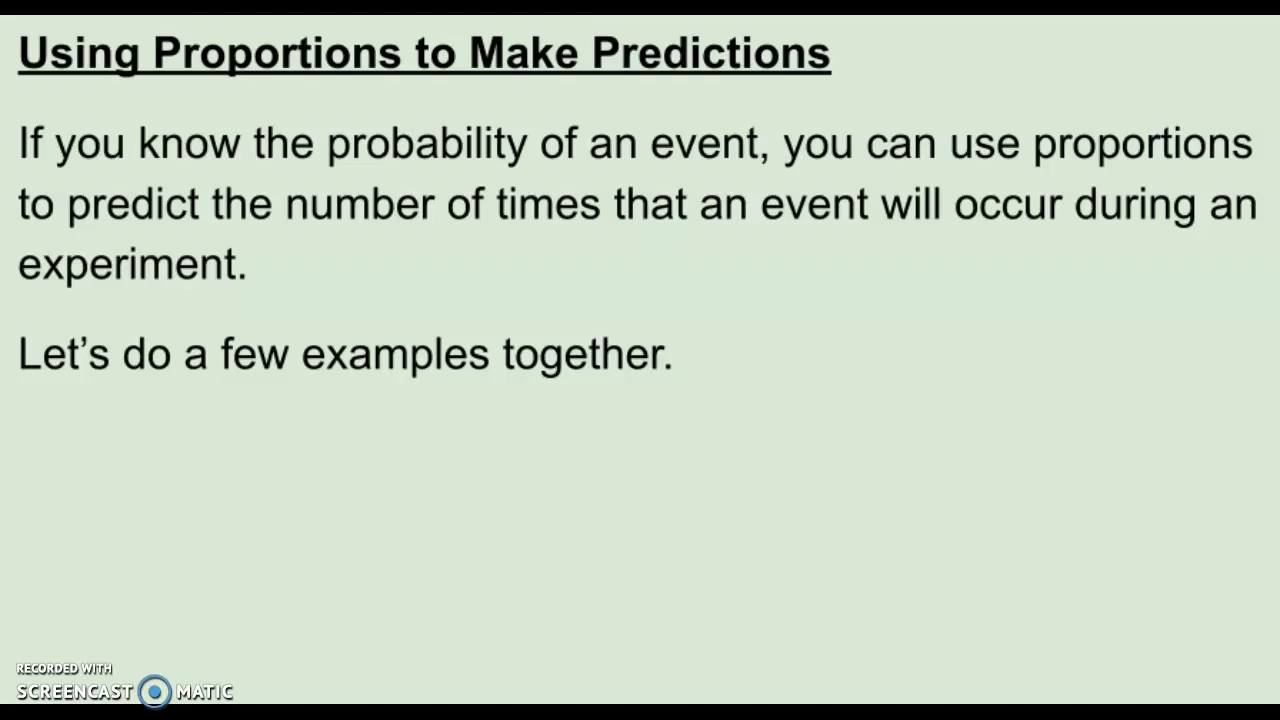 Using Proportions to Make Predictions
If you know the probability of an event, you can use proportions
to predict the number of times that an event will occur during an
experiment.
Let’s do a few examples together.
RECORDED WITH
SCREENCAST MATIC